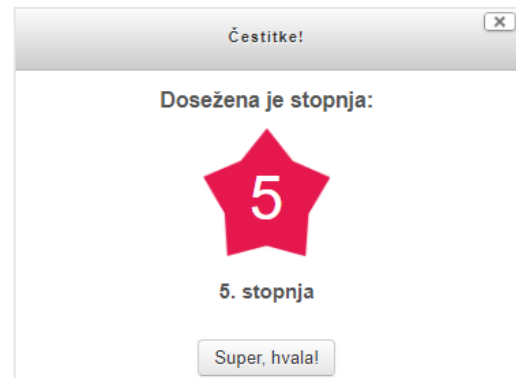 Čestitke!
Dosežena je stopnja:
5
5. stopnja
Super, hvala!